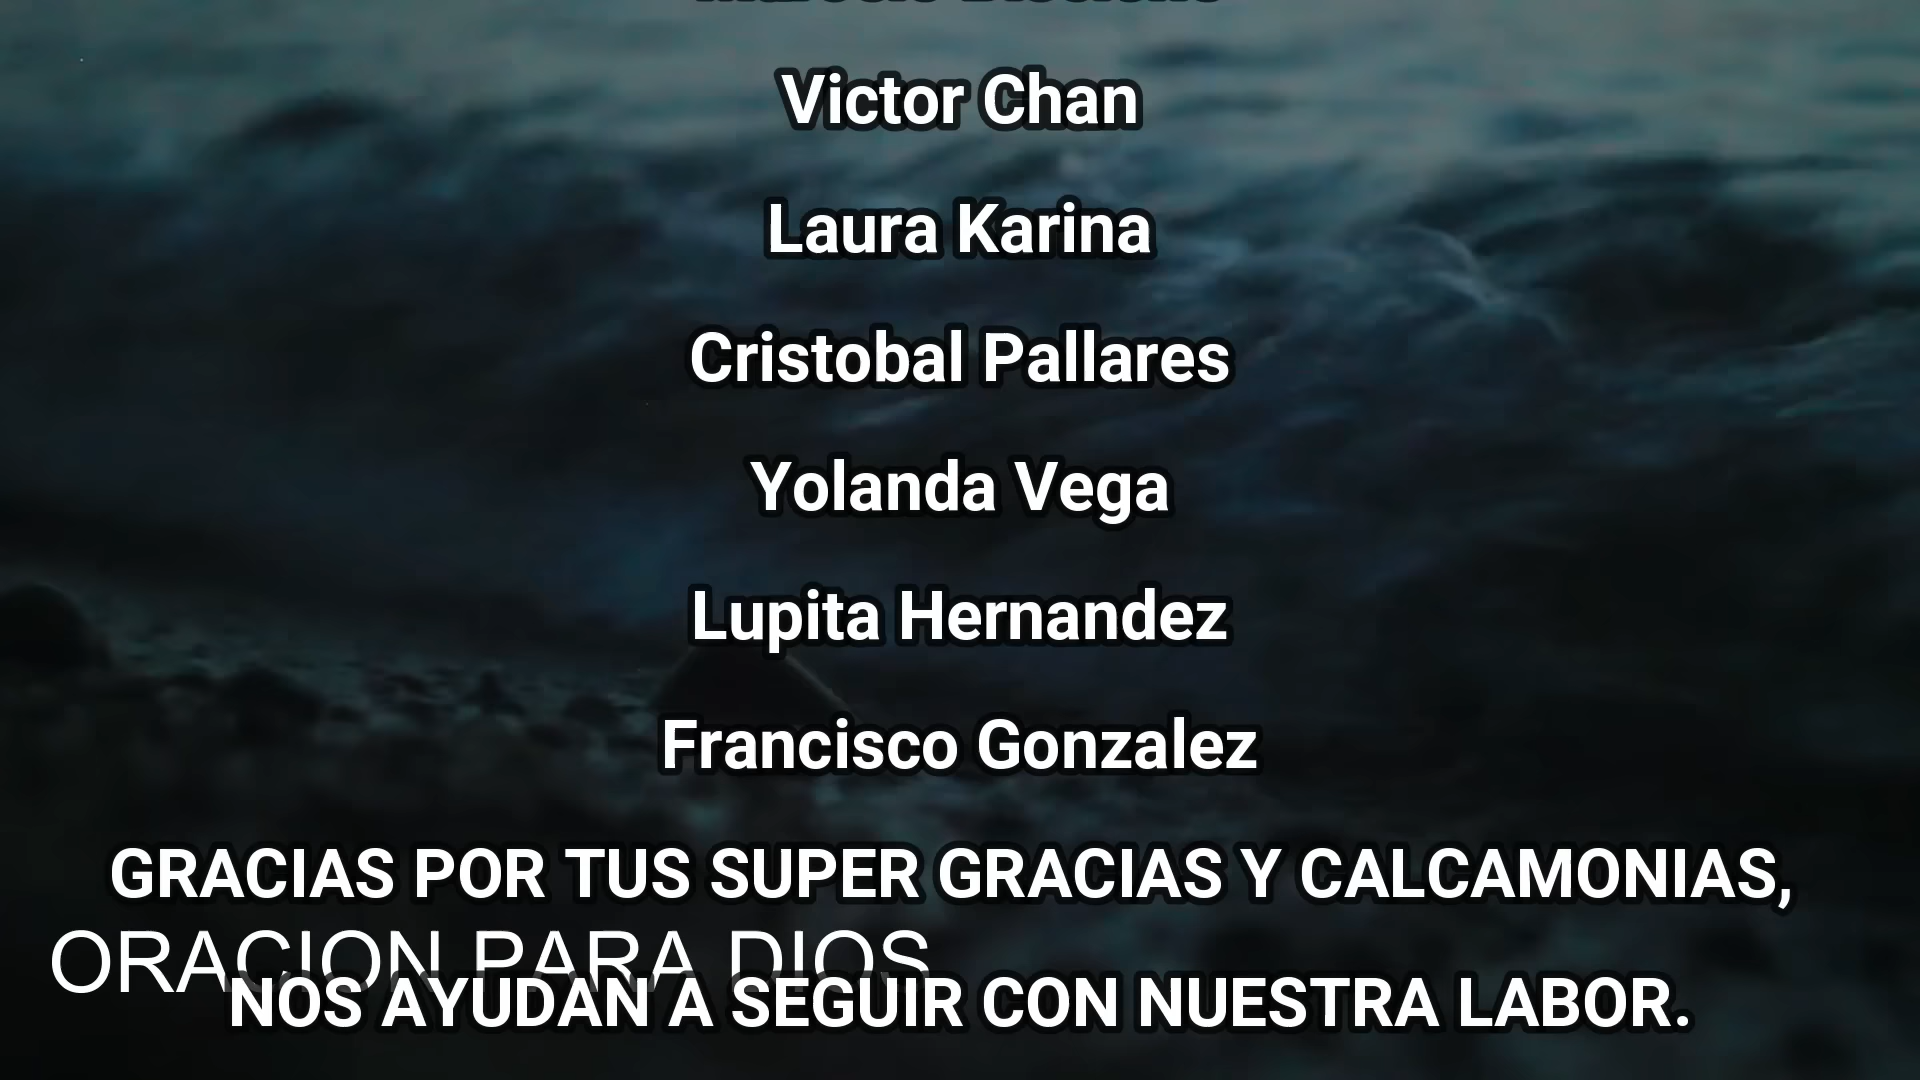 Victor Chan
Laura Karina
Cristobal Pallares
Yolanda Vega
Lupita Hernandez
Francisco Gonzalez
GRACIAS POR TUS SUPER GRACIAS Y CALCAMONIAS,
ORACION PARA DIOS
NOS AYUDAN A SEGUIR CON NUESTRA LABOR.